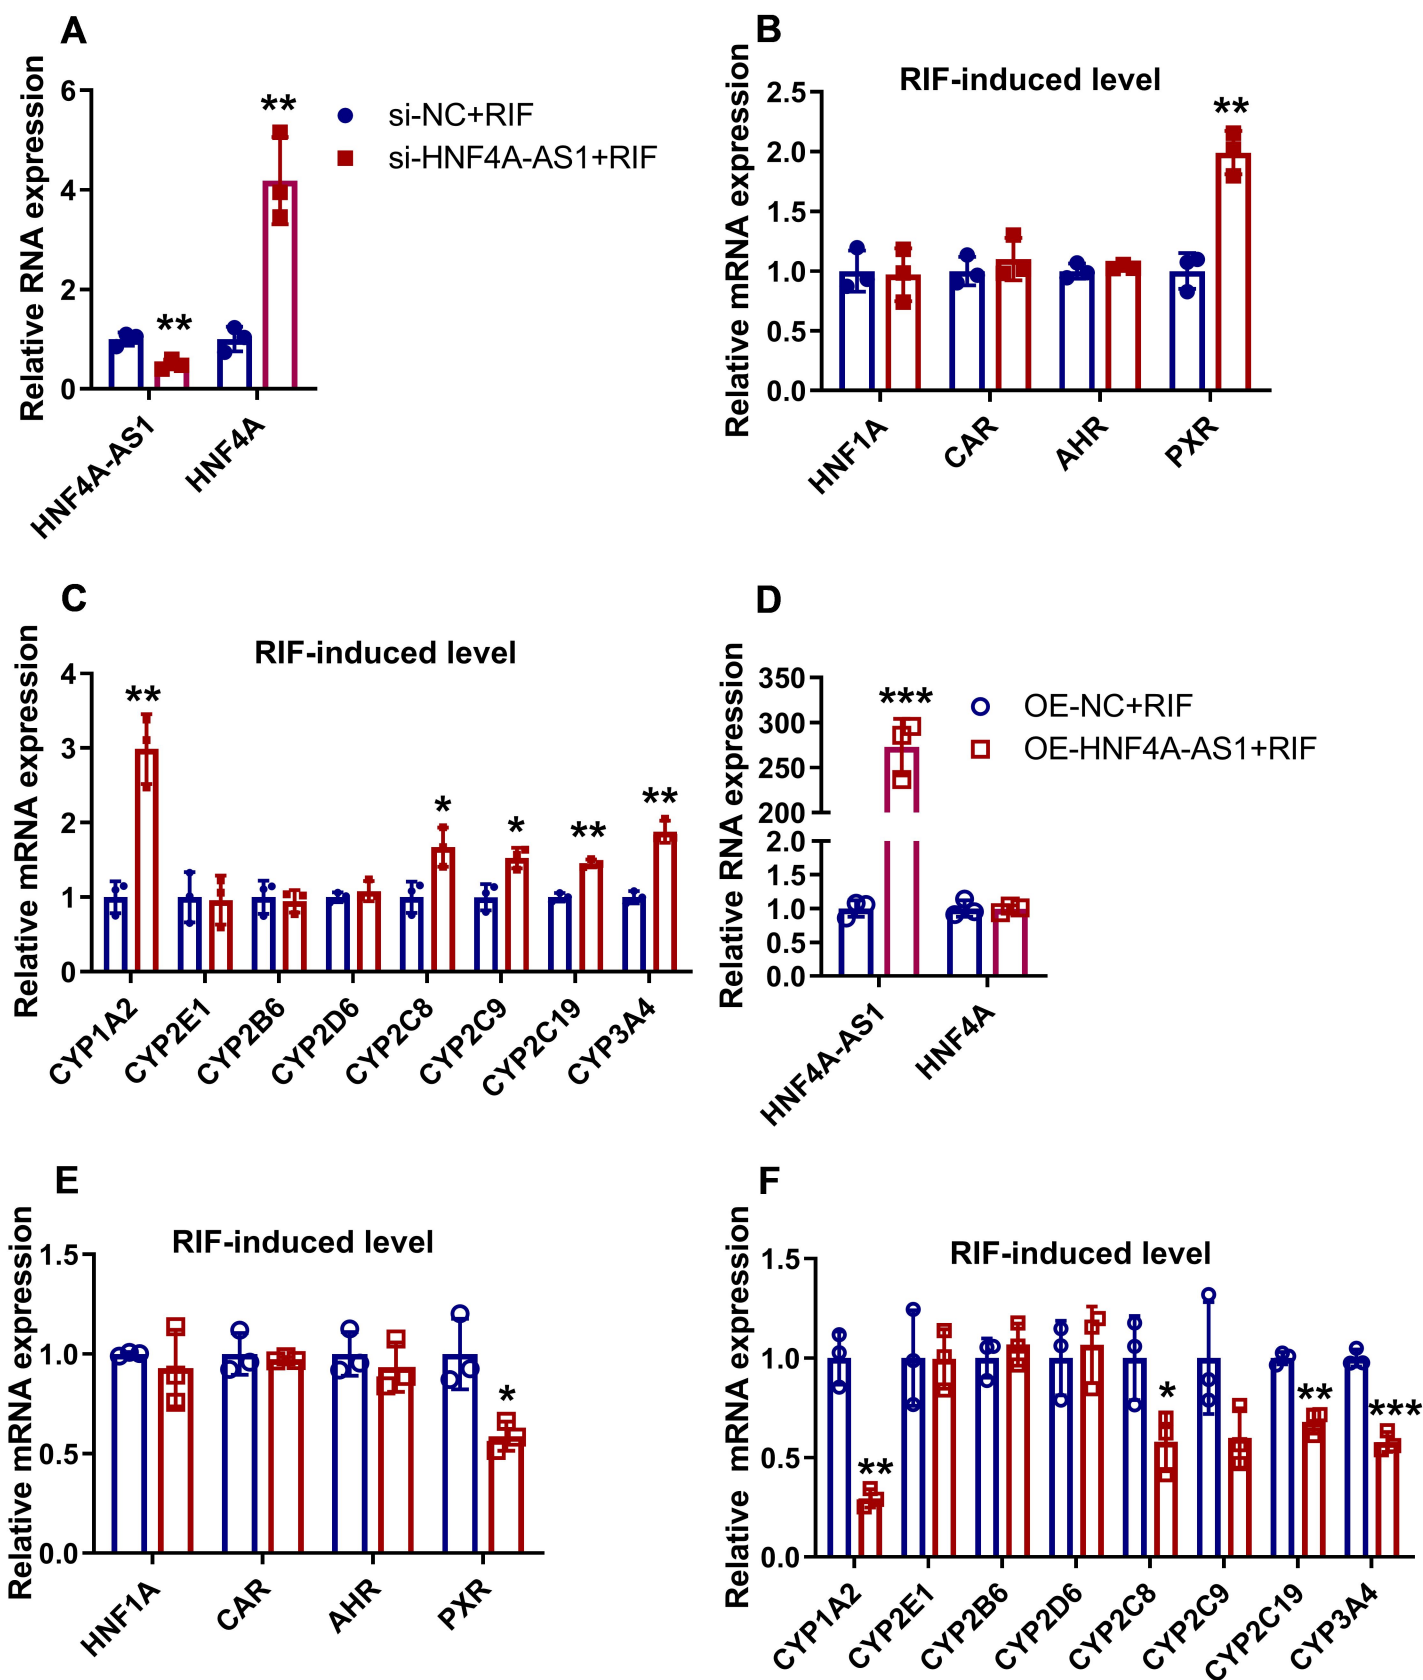 A
Relative RNA expression
6
4
2
0
**
**
HNF4A-AS1
HNF4A
si-NC+RIF
si-HNF4A-AS1+RIF
B
RIF-induced level
Relative mRNA expression
2.5
2.0
1.5
1.0
0.5
0.0
**
HNF1A
CAR
AHR
PXR
C
RIF-induced level
Relative mRNA expression
4
3
2
1
0
**
*
*
**
**
CYP1A2
CYP2E1
CYP2B6
CYP2D6
CYP2C8
CYP2C9
CYP2C19
CYP3A4
D
Relative RNA expression
350
300
250
200
2.0
1.5
1.0
0.5
0.0
***
HNF4A-AS1
HNF4A
OE-NC+RIF
OE-HNF4A-AS1+RIF
E
RIF-induced level
Relative mRNA expression
1.5
1.0
0.5
0.0
*
HNF1A
CAR
AHR
PXR
F
RIF-induced level
Relative mRNA expression
1.5
1.0
0.5
0.0
**
*
**
***
CYP1A2
CYP2E1
CYP2B6
CYP2D6
CYP2C8
CYP2C9
CYP2C19
CYP3A4